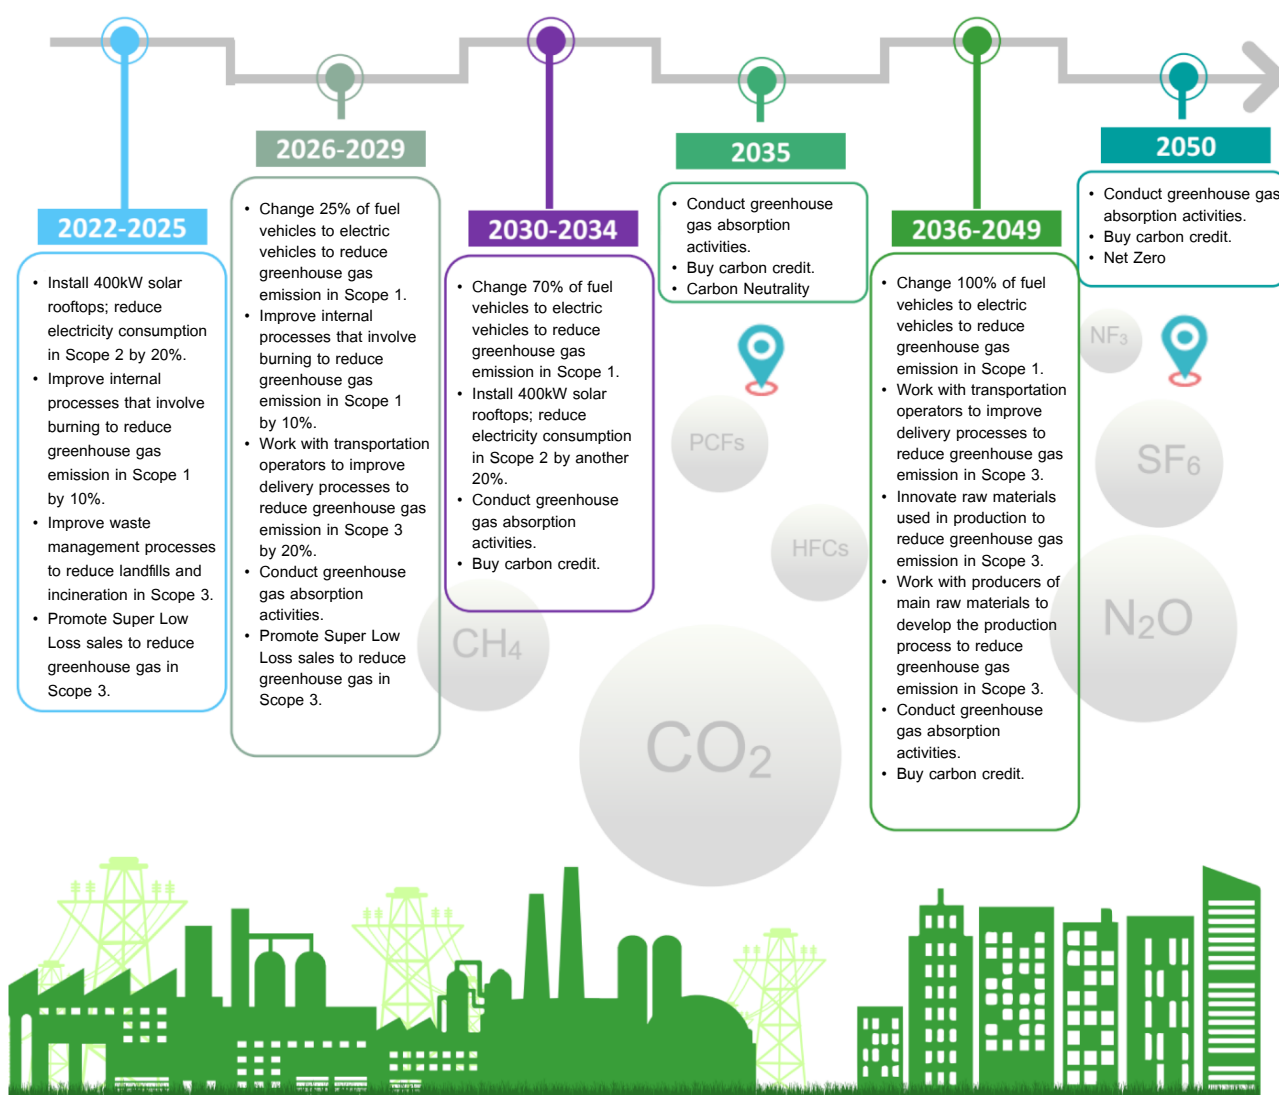 2022-2025
• Install 400kW solar
rooftops; reduce
electricity consumption
in Scope 2 by 20%.
• Improve internal
processes that involve
burning to reduce
greenhouse gas
emission in Scope 1
by 10%.
• Improve waste
management processes
to reduce landfills and
incineration in Scope 3.
• Promote Super Low
Loss sales to reduce
greenhouse gas in
Scope 3.
2026-2029
• Change 25% of fuel
vehicles to electric
vehicles to reduce
greenhouse gas
emission in Scope 1.
• Improve internal
processes that involve
burning to reduce
greenhouse gas
emission in Scope 1
by 10%.
• Work with transportation
operators to improve
delivery processes to
reduce greenhouse gas
emission in Scope 3
by 20%.
• Conduct greenhouse
gas absorption
activities.
• Promote Super Low
Loss sales to reduce
greenhouse gas in
Scope 3.
2030-2034
• Change 70% of fuel
vehicles to electric
vehicles to reduce
greenhouse gas
emission in Scope 1.
• Install 400kW solar
rooftops; reduce
electricity consumption
in Scope 2 by another
20%.
• Conduct greenhouse
gas absorption
activities.
• Buy carbon credit.
2035
• Conduct greenhouse
gas absorption
activities.
• Buy carbon credit.
• Carbon Neutrality
2036-2049
• Change 100% of fuel
vehicles to electric
vehicles to reduce
greenhouse gas
emission in Scope 1.
• Work with transportation
operators to improve
delivery processes to
reduce greenhouse gas
emission in Scope 3.
• Innovate raw materials
used in production to
reduce greenhouse gas
emission in Scope 3.
• Work with producers of
main raw materials to
develop the production
process to reduce
greenhouse gas
emission in Scope 3.
• Conduct greenhouse
gas absorption
activities.
• Buy carbon credit.
2050
• Conduct greenhouse gas
absorption activities.
• Buy carbon credit.
• Net Zero
CH₄
CO₂
PCFs
HFCs
NF₃
SF₆
N₂O